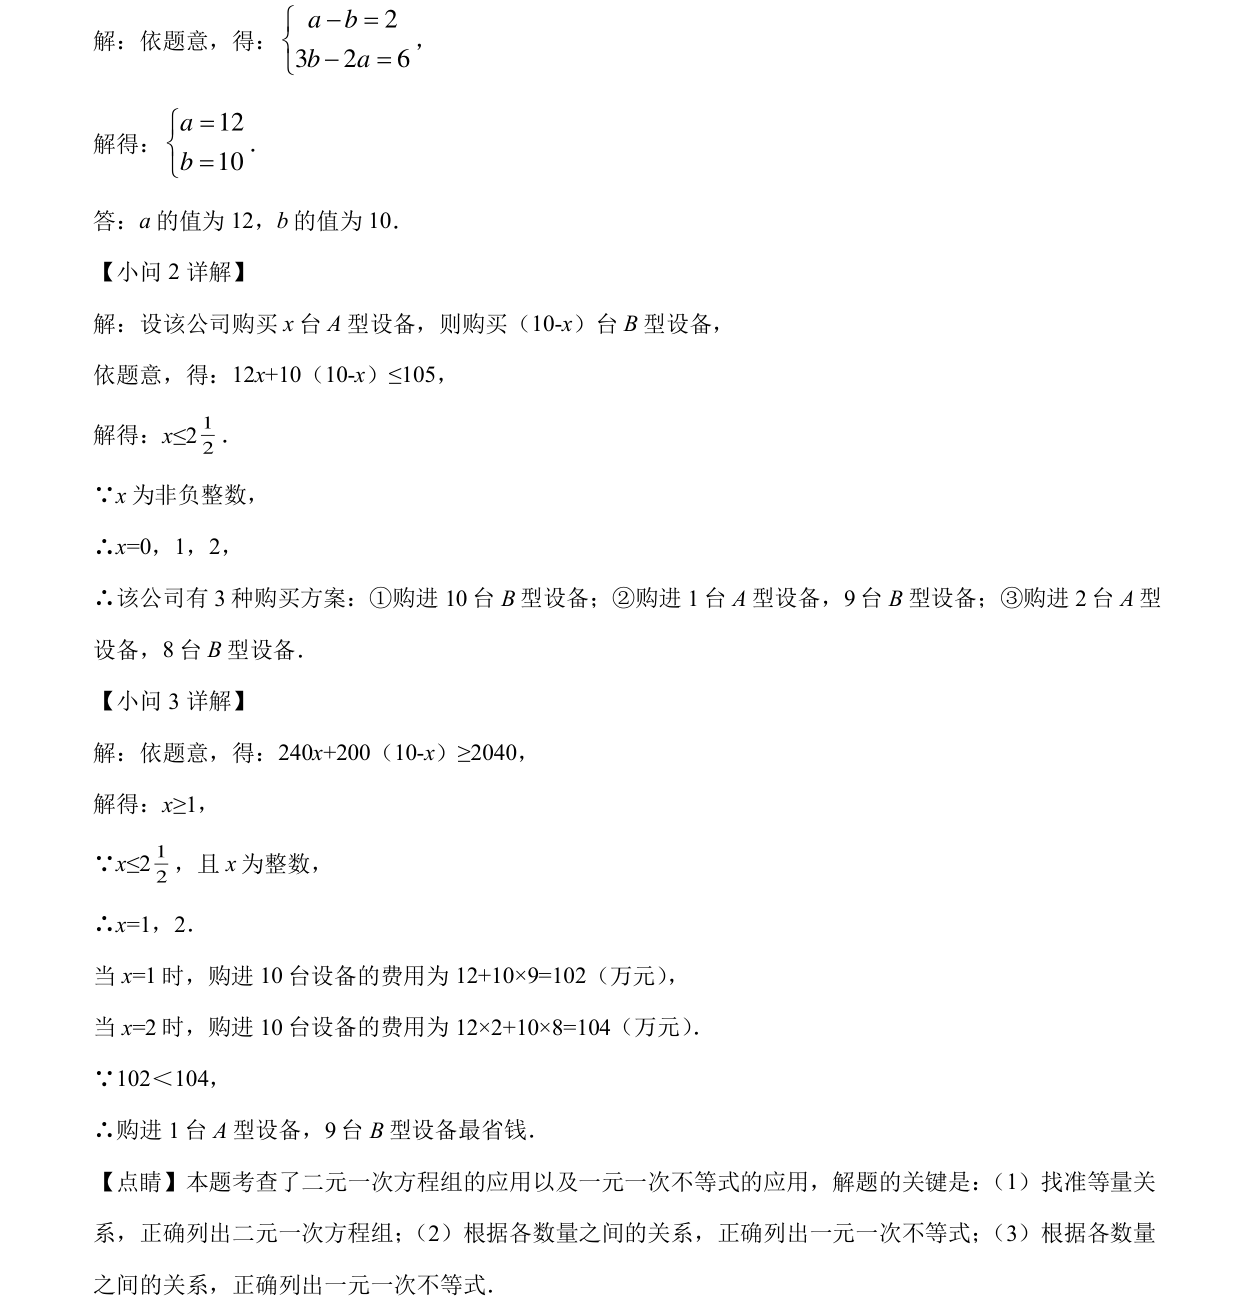 解：依题意，得：{a－b＝2
3b－2a＝6，
解得：{a＝12
b＝10．
答：a 的值为 12，b 的值为 10．
【小问 2 详解】
解：设该公司购买 x 台 A 型设备，则购买（10-x）台 B 型设备，
依题意，得：12x+10（10-x）≤105，
解得：x≤2 1/2．
∵x 为非负整数，
∴x=0，1，2，
∴该公司有 3 种购买方案：①购进 10 台 B 型设备；②购进 1 台 A 型设备，9 台 B 型设备；③购进 2 台 A 型
设备，8 台 B 型设备．
【小问 3 详解】
解：依题意，得：240x+200（10-x）≥2040，
解得：x≥1，
∵x≤2 1/2，且 x 为整数，
∴x=1，2．
当 x=1 时，购进 10 台设备的费用为 12+10×9=102（万元），
当 x=2 时，购进 10 台设备的费用为 12×2+10×8=104（万元）．
∵102＜104，
∴购进 1 台 A 型设备，9 台 B 型设备最省钱．
【点睛】本题考查了二元一次方程组的应用以及一元一次不等式的应用，解题的关键是：（1）找准等量关
系，正确列出二元一次方程组；（2）根据各数量之间的关系，正确列出一元一次不等式；（3）根据各数量
之间的关系，正确列出一元一次不等式．